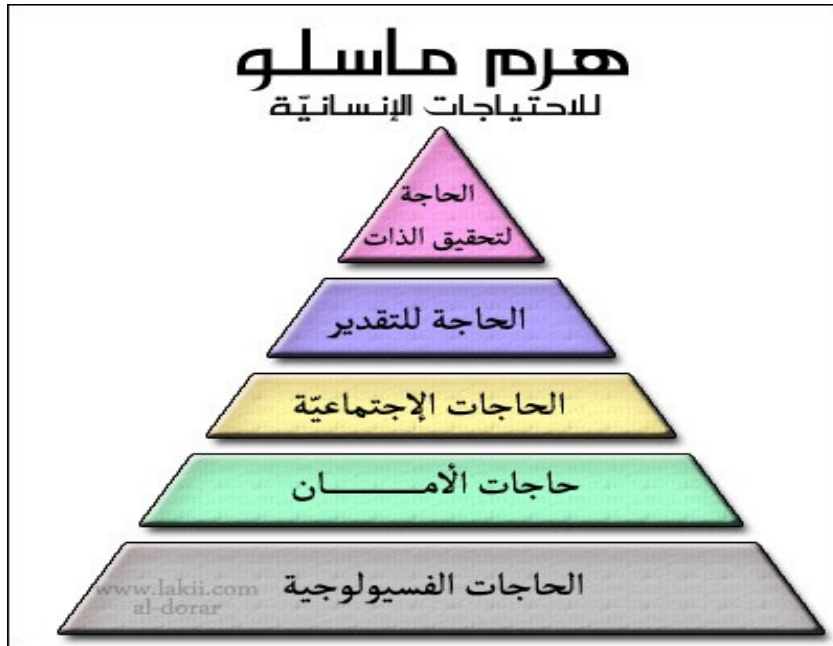 هرم ماسلو
للاحتياجات الإنسانيّة
الحاجة
لتحقيق الذات
الحاجة للتقدير
الحاجات الإجتماعيّة
حاجات الأمـــــــان
الحاجات الفسيولوجية
www.lakii.com
al-dorar